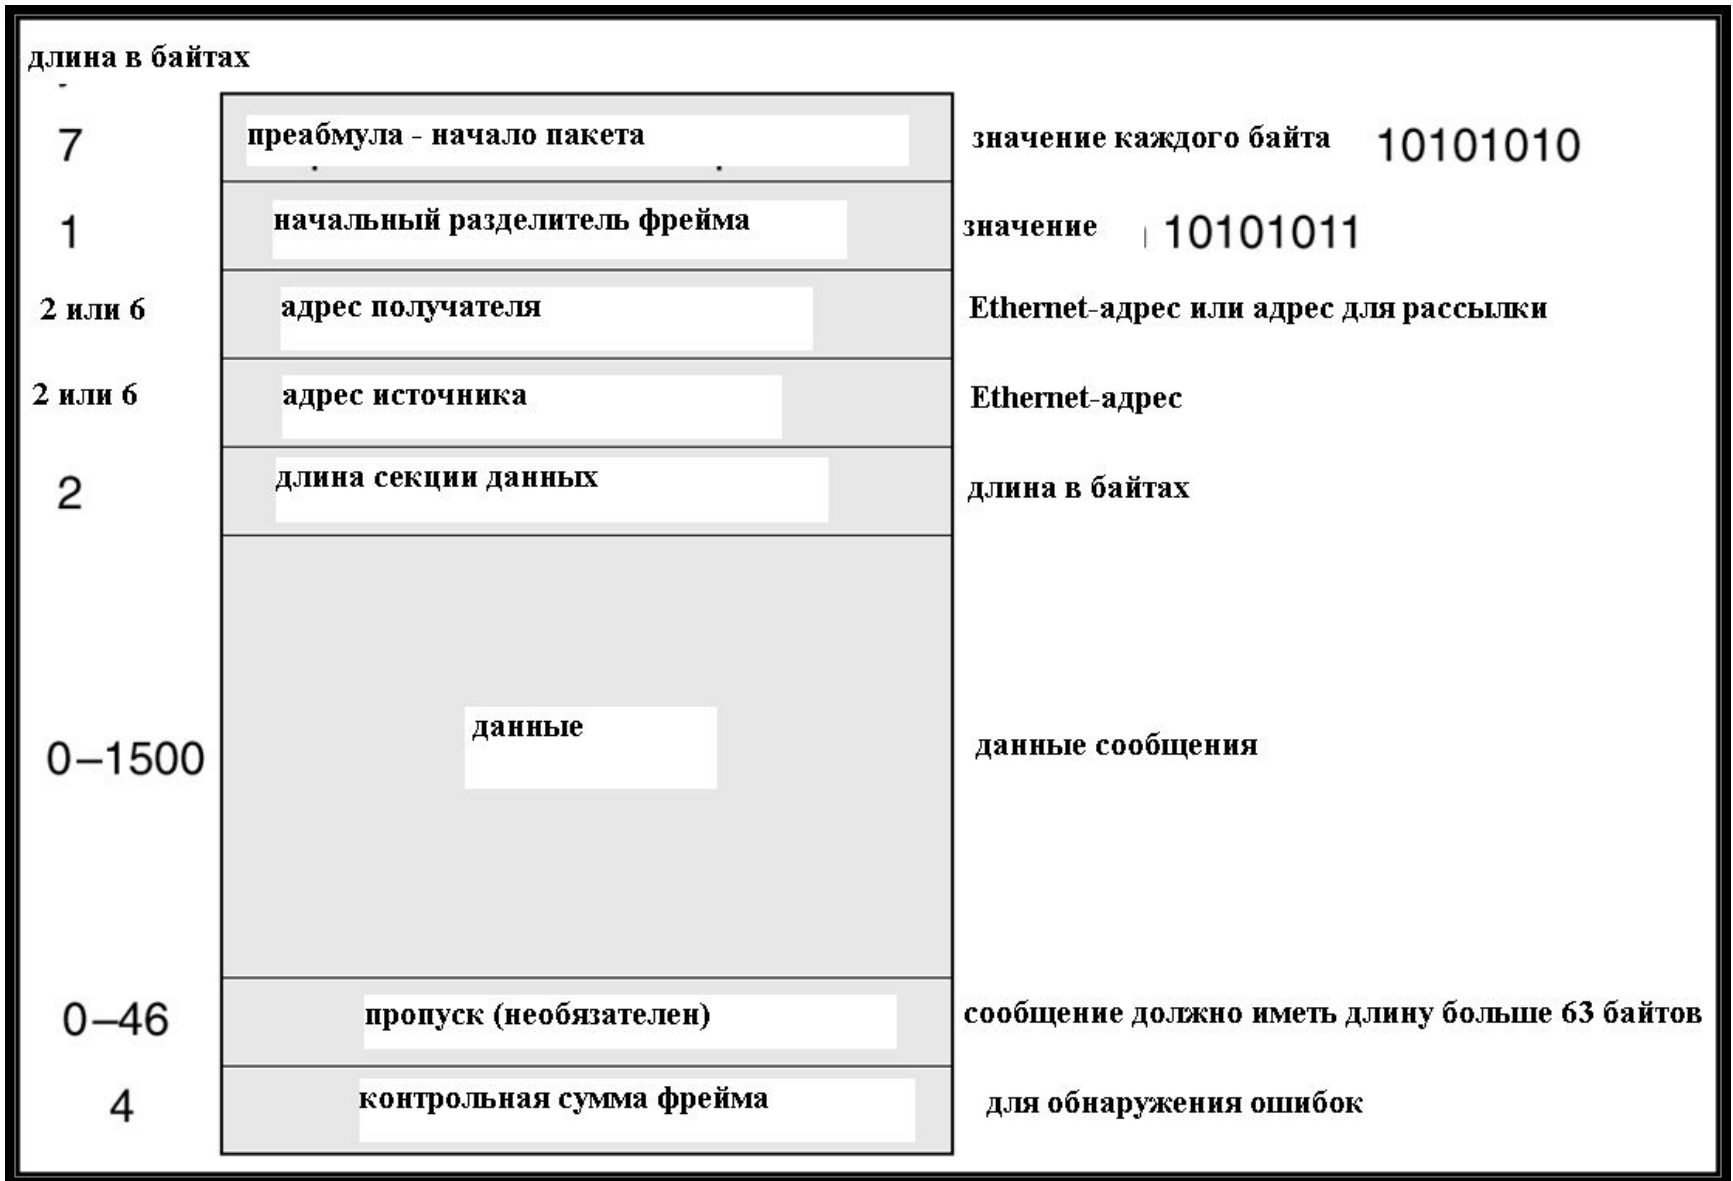 длина в байтах
7 преабмула - начало пакета значение каждого байта 10101010
1 начальный разделитель фрейма значение 10101011
2 или 6 адрес получателя Ethernet-адрес или адрес для рассылки
2 или 6 адрес источника Ethernet-адрес
2 длина секции данных длина в байтах
0–1500 данные данные сообщения
0–46 пропуск (необязателен) сообщение должно иметь длину больше 63 байтов
4 контрольная сумма фрейма для обнаружения ошибок